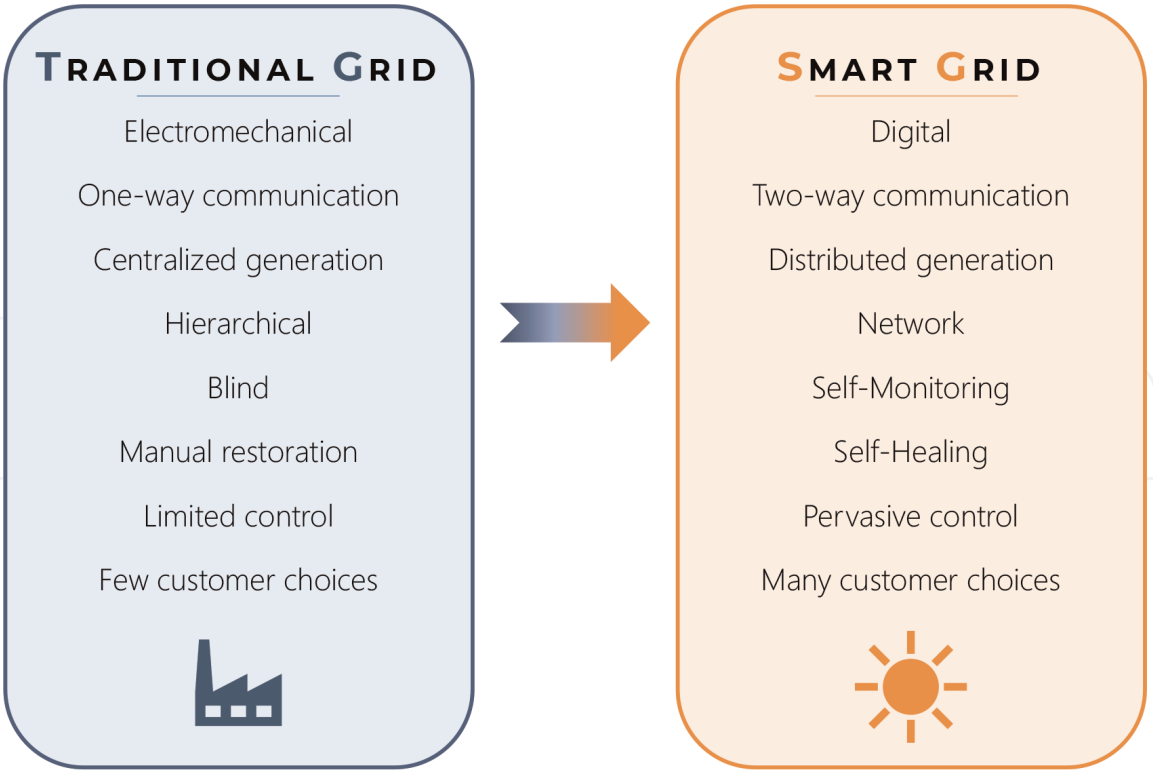 TRADITIONAL GRID
Electromechanical
One-way communication
Centralized generation
Hierarchical
Blind
Manual restoration
Limited control
Few customer choices
SMART GRID
Digital
Two-way communication
Distributed generation
Network
Self-Monitoring
Self-Healing
Pervasive control
Many customer choices